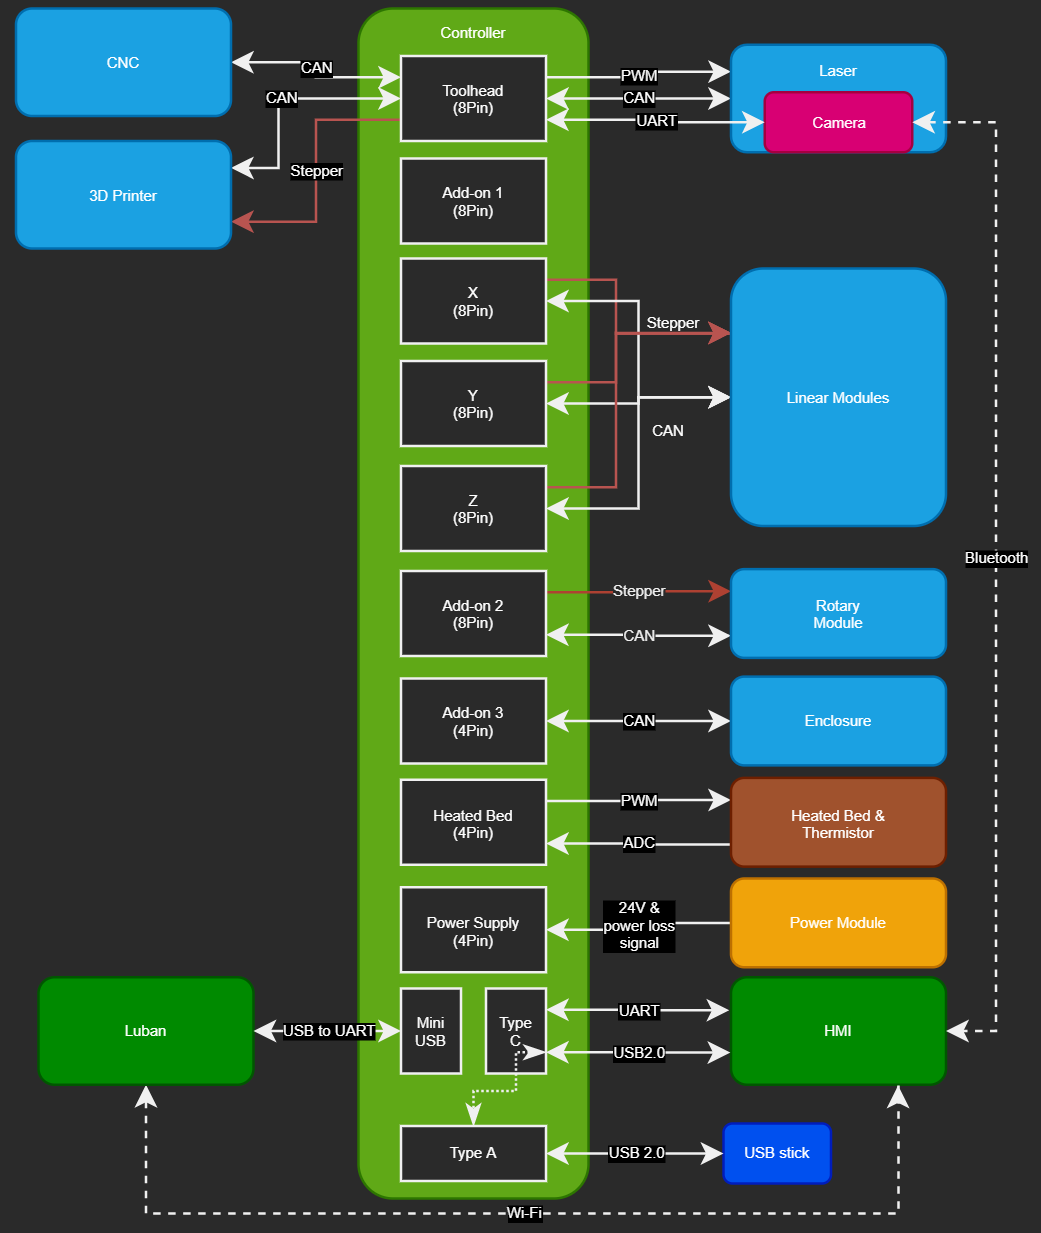 Controller
CNC
CAN
Toolhead
(8Pin)
CAN
Stepper
3D Printer
PWM
CAN
UART
Laser
Camera
Add-on 1
(8Pin)
X
(8Pin)
Y
(8Pin)
Z
(8Pin)
Stepper
CAN
Linear Modules
Bluetooth
Add-on 2
(8Pin)
Stepper
CAN
Rotary
Module
Add-on 3
(4Pin)
CAN
Enclosure
Heated Bed
(4Pin)
PWM
ADC
Heated Bed &
Thermistor
Power Supply
(4Pin)
24V &
power loss
signal
Power Module
Luban
USB to UART
Mini
USB
Type
C
UART
USB2.0
HMI
Type A
USB 2.0
USB stick
Wi-Fi